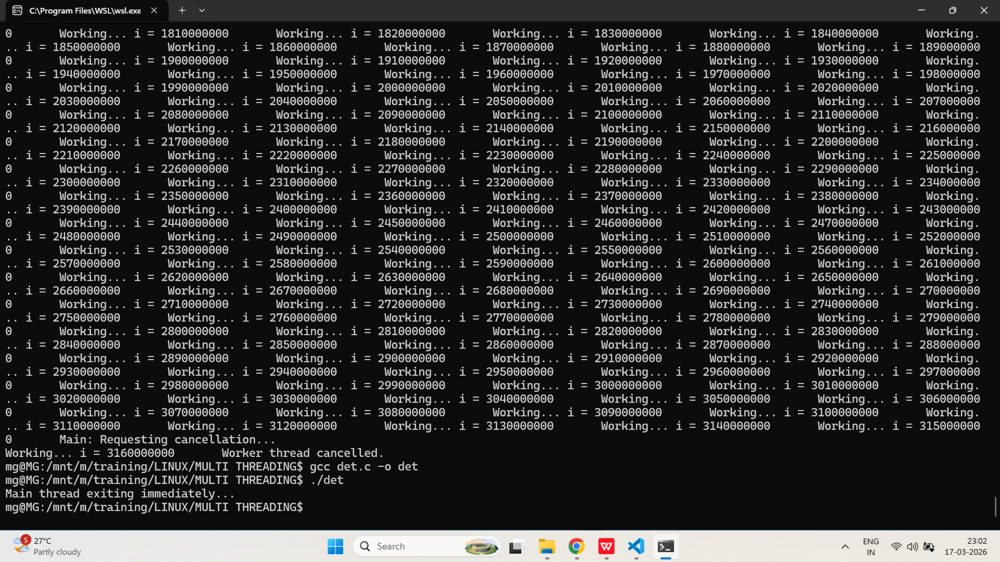 C:\Program Files\WSL\wsl.exe
0       Working... i = 1810000000       Working... i = 1820000000       Working... i = 1830000000       Working... i = 1840000000       Working.
.. i = 1850000000       Working... i = 1860000000       Working... i = 1870000000       Working... i = 1880000000       Working... i = 189000000
0       Working... i = 1900000000       Working... i = 1910000000       Working... i = 1920000000       Working... i = 1930000000       Working.
.. i = 1940000000       Working... i = 1950000000       Working... i = 1960000000       Working... i = 1970000000       Working... i = 198000000
0       Working... i = 1990000000       Working... i = 2000000000       Working... i = 2010000000       Working... i = 2020000000       Working.
.. i = 2030000000       Working... i = 2040000000       Working... i = 2050000000       Working... i = 2060000000       Working... i = 207000000
0       Working... i = 2080000000       Working... i = 2090000000       Working... i = 2100000000       Working... i = 2110000000       Working.
.. i = 2120000000       Working... i = 2130000000       Working... i = 2140000000       Working... i = 2150000000       Working... i = 216000000
0       Working... i = 2170000000       Working... i = 2180000000       Working... i = 2190000000       Working... i = 2200000000       Working.
.. i = 2210000000       Working... i = 2220000000       Working... i = 2230000000       Working... i = 2240000000       Working... i = 225000000
0       Working... i = 2260000000       Working... i = 2270000000       Working... i = 2280000000       Working... i = 2290000000       Working.
.. i = 2300000000       Working... i = 2310000000       Working... i = 2320000000       Working... i = 2330000000       Working... i = 234000000
0       Working... i = 2350000000       Working... i = 2360000000       Working... i = 2370000000       Working... i = 2380000000       Working.
.. i = 2390000000       Working... i = 2400000000       Working... i = 2410000000       Working... i = 2420000000       Working... i = 243000000
0       Working... i = 2440000000       Working... i = 2450000000       Working... i = 2460000000       Working... i = 2470000000       Working.
.. i = 2480000000       Working... i = 2490000000       Working... i = 2500000000       Working... i = 2510000000       Working... i = 252000000
0       Working... i = 2530000000       Working... i = 2540000000       Working... i = 2550000000       Working... i = 2560000000       Working.
.. i = 2570000000       Working... i = 2580000000       Working... i = 2590000000       Working... i = 2600000000       Working... i = 261000000
0       Working... i = 2620000000       Working... i = 2630000000       Working... i = 2640000000       Working... i = 2650000000       Working.
.. i = 2660000000       Working... i = 2670000000       Working... i = 2680000000       Working... i = 2690000000       Working... i = 270000000
0       Working... i = 2710000000       Working... i = 2720000000       Working... i = 2730000000       Working... i = 2740000000       Working.
.. i = 2750000000       Working... i = 2760000000       Working... i = 2770000000       Working... i = 2780000000       Working... i = 279000000
0       Working... i = 2800000000       Working... i = 2810000000       Working... i = 2820000000       Working... i = 2830000000       Working.
.. i = 2840000000       Working... i = 2850000000       Working... i = 2860000000       Working... i = 2870000000       Working... i = 288000000
0       Working... i = 2890000000       Working... i = 2900000000       Working... i = 2910000000       Working... i = 2920000000       Working.
.. i = 2930000000       Working... i = 2940000000       Working... i = 2950000000       Working... i = 2960000000       Working... i = 297000000
0       Working... i = 2980000000       Working... i = 2990000000       Working... i = 3000000000       Working... i = 3010000000       Working.
.. i = 3020000000       Working... i = 3030000000       Working... i = 3040000000       Working... i = 3050000000       Working... i = 306000000
0       Working... i = 3070000000       Working... i = 3080000000       Working... i = 3090000000       Working... i = 3100000000       Working.
.. i = 3110000000       Working... i = 3120000000       Working... i = 3130000000       Working... i = 3140000000       Working... i = 315000000
0       Main: Requesting cancellation...
Working... i = 3160000000       Worker thread cancelled.
mg@MG:/mnt/m/training/LINUX/MULTI THREADING$ gcc det.c -o det
mg@MG:/mnt/m/training/LINUX/MULTI THREADING$ ./det
Main thread exiting immediately...
mg@MG:/mnt/m/training/LINUX/MULTI THREADING$
5
27°C
Partly cloudy
Search
ENG
IN
23:02
17-03-2026